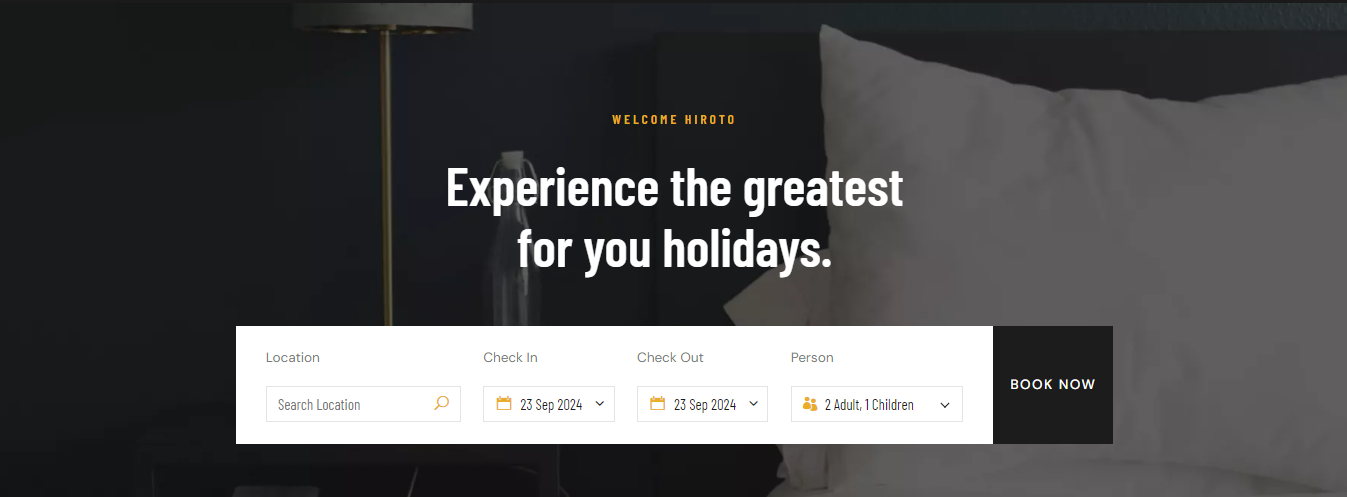 WELCOME HIROTO
Experience the greatest
for you holidays.
Location
Check In
Check Out
Person
Search Location
23 Sep 2024
23 Sep 2024
2 Adult, 1 Children
BOOK NOW